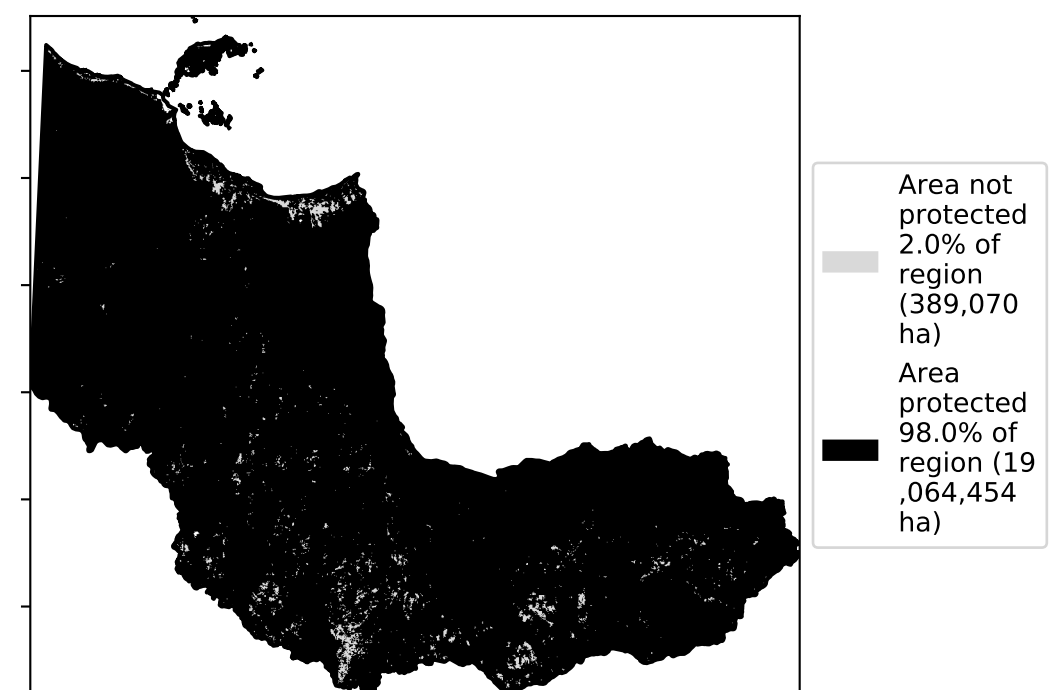 Area not
protected
2.0% of
region
(389,070
ha)
Area
protected
98.0% of
region (19
,064,454
ha)